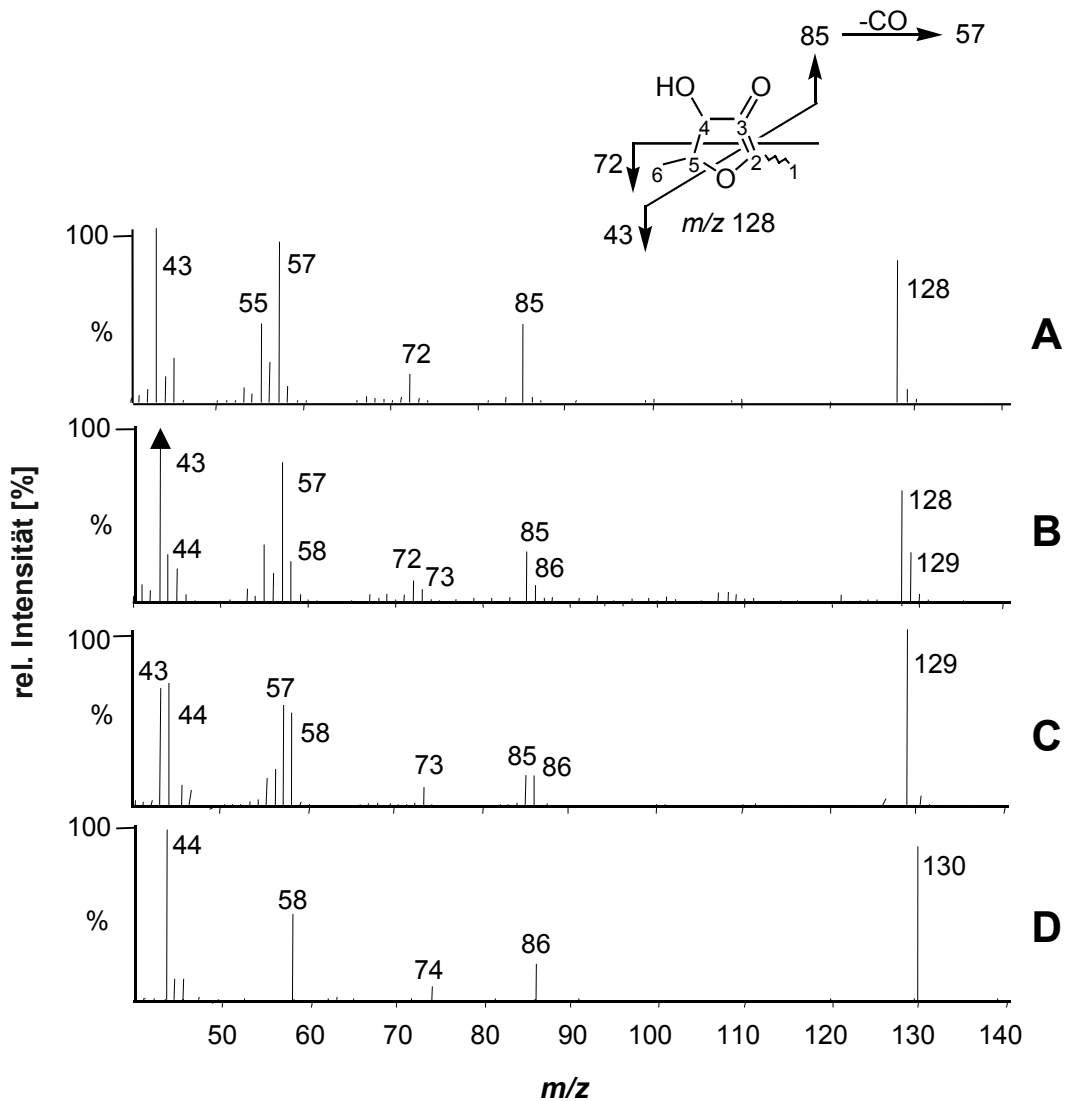 85 -CO 57
HO O
4 3
72 6 5 O 2 1
43 m/z 128
100
43 55 57 72 85 128
%
A
100
43 44 57 58 72 73 85 86 128 129
%
B
100
43 44 57 58 73 85 86 129
%
C
100
44 58 74 86 130
%
D
rel. Intensität [%]
50 60 70 80 90 100 110 120 130 140
m/z